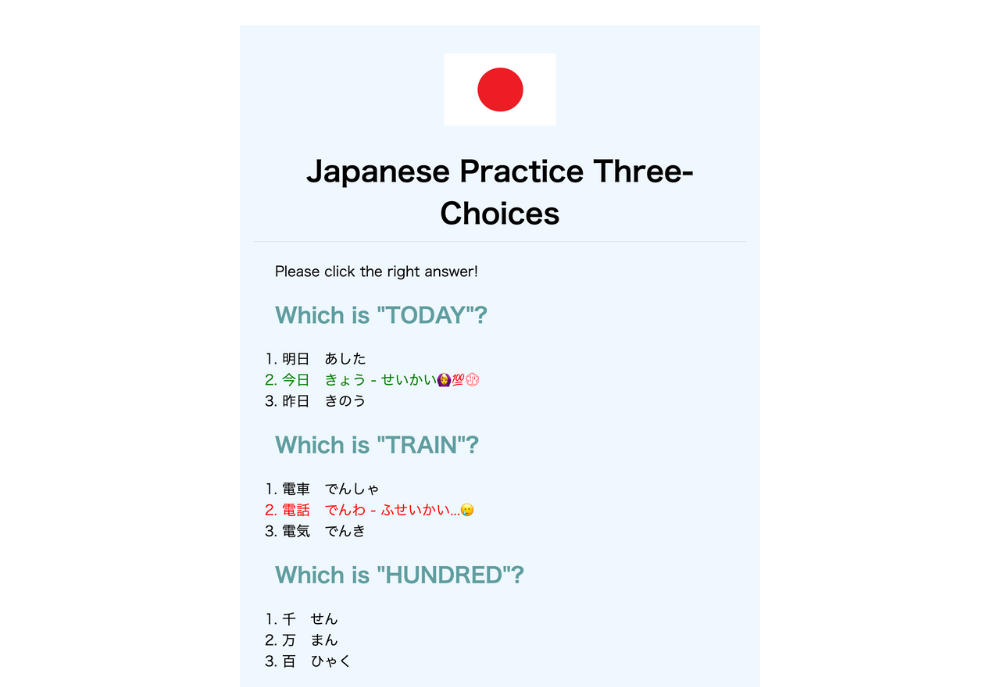 Japanese Practice Three-
Choices
Please click the right answer!
Which is "TODAY"?
1. 明日　あした
2. 今日　きょう - せいかい🙆‍♀️💯💮
3. 昨日　きのう
Which is "TRAIN"?
1. 電車　でんしゃ
2. 電話　でんわ - ふせいかい...😢
3. 電気　でんき
Which is "HUNDRED"?
1. 千　せん
2. 万　まん
3. 百　ひゃく